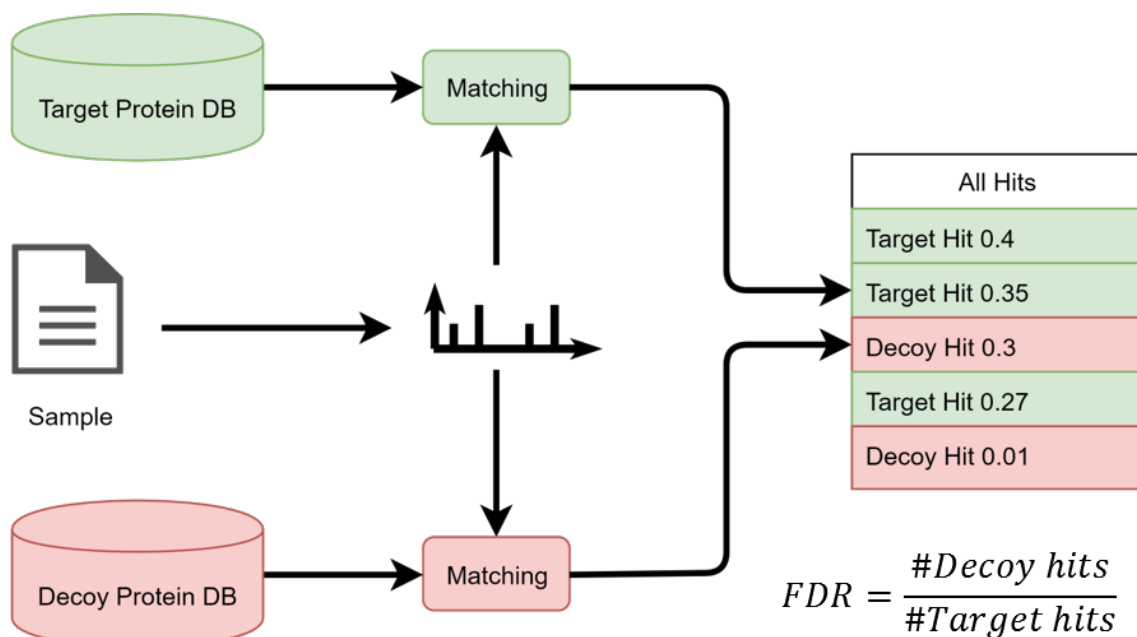 Target Protein DB
Matching
All Hits
Target Hit 0.4
Target Hit 0.35
Decoy Hit 0.3
Target Hit 0.27
Decoy Hit 0.01
Sample
Decoy Protein DB
Matching
FDR = #Decoy hits / #Target hits